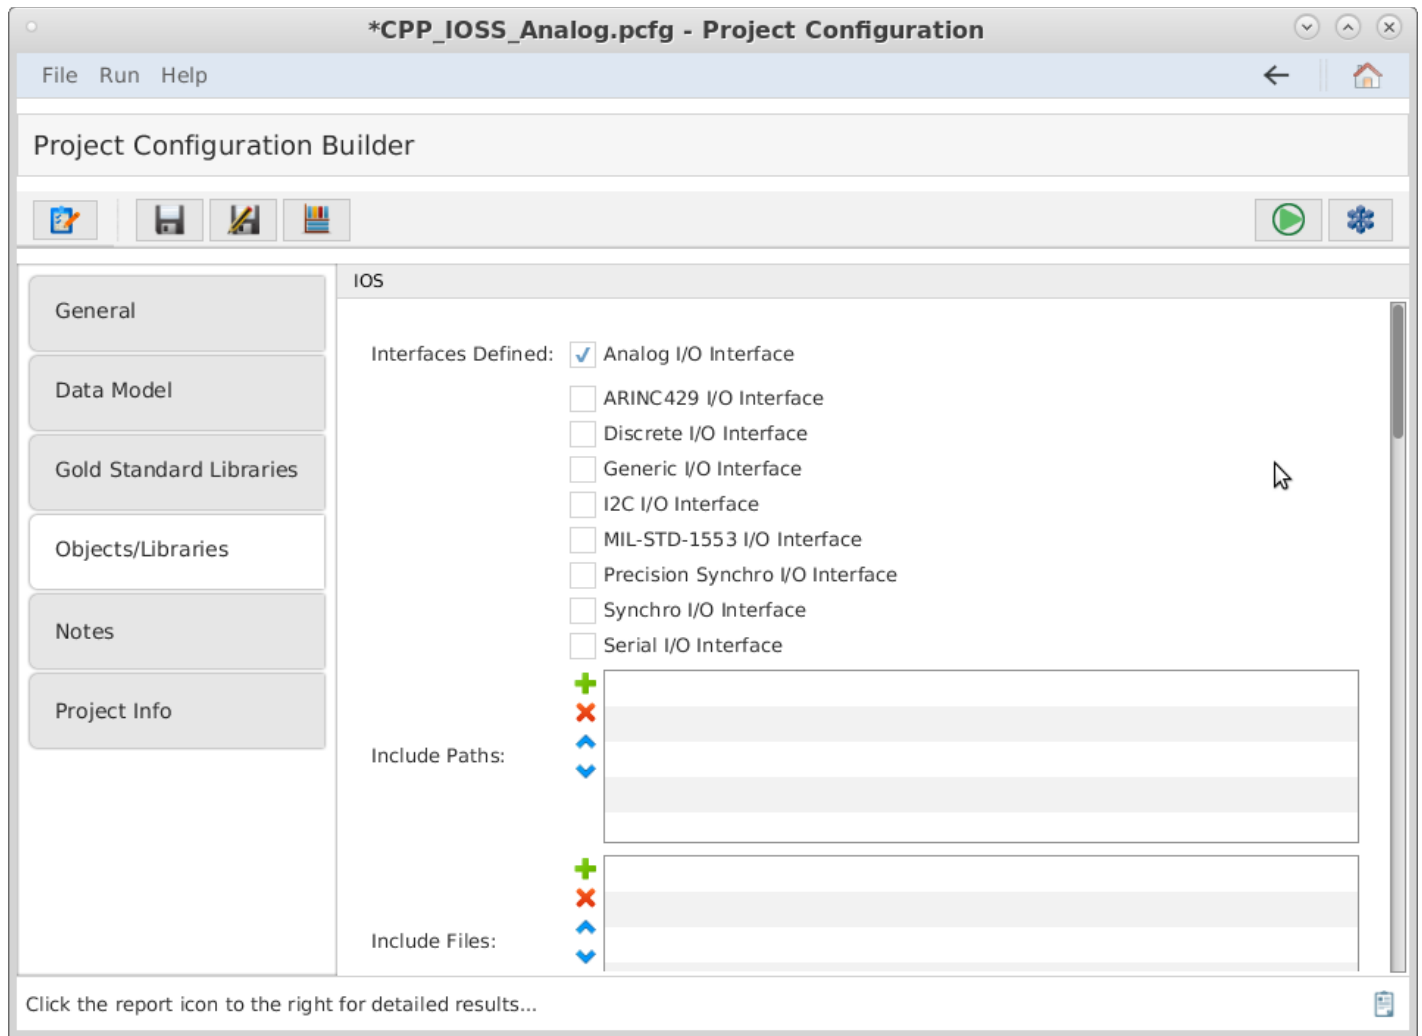 *CPP_IOSS_Analog.pcfg - Project Configuration
File Run Help
Project Configuration Builder
General
Data Model
Gold Standard Libraries
Objects/Libraries
Notes
Project Info
IOS
Interfaces Defined: Analog I/O Interface
ARINC429 I/O Interface
Discrete I/O Interface
Generic I/O Interface
I2C I/O Interface
MIL-STD-1553 I/O Interface
Precision Synchro I/O Interface
Synchro I/O Interface
Serial I/O Interface
Include Paths:
Include Files:
Click the report icon to the right for detailed results...